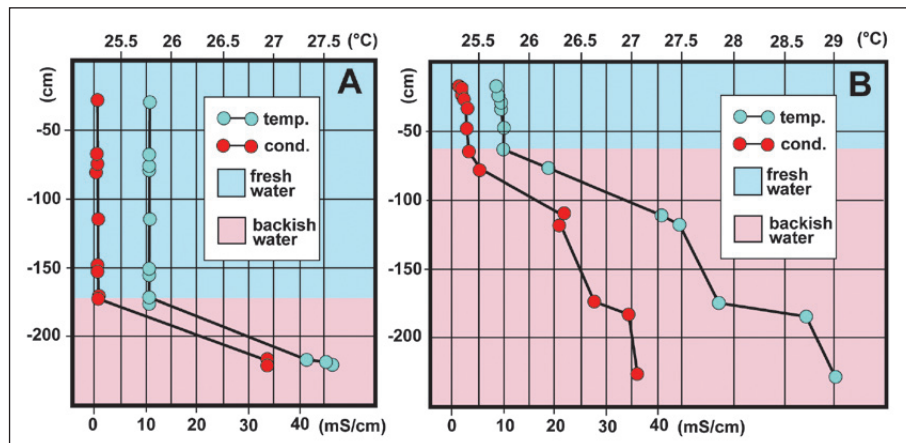 25.5 26 26.5 27 27.5 (°C)
A
(cm)
temp.
cond.
fresh
water
backish
water
-50
-100
-150
-200
0 10 20 30 40 (mS/cm)
25.5 26 26.5 27 27.5 28 28.5 29 (°C)
B
(cm)
temp.
cond.
fresh
water
backish
water
-50
-100
-150
-200
0 10 20 30 40 (mS/cm)